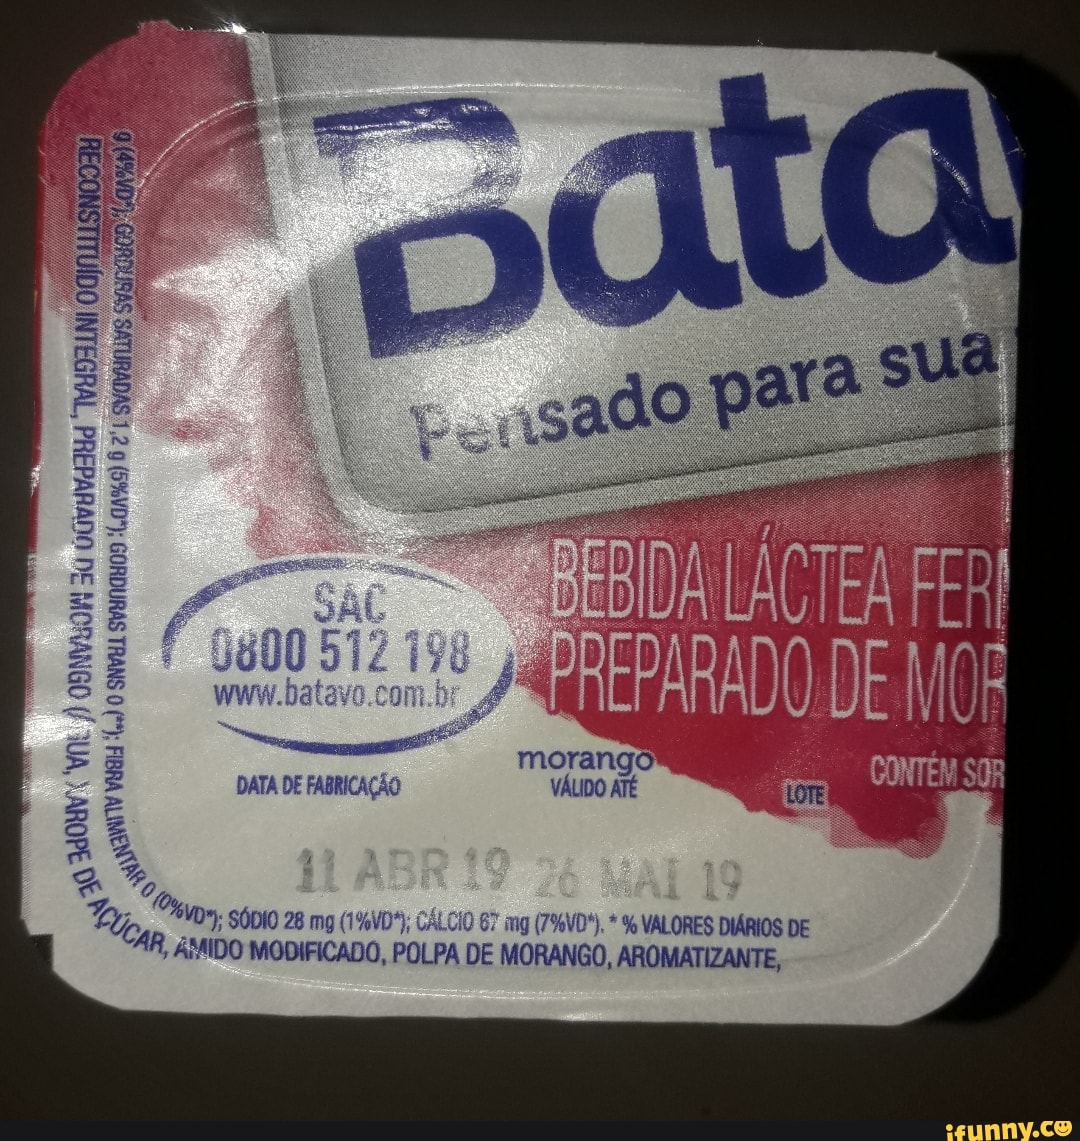 Bata
Pensado para sua
BEBIDA LÁCTEA FER
PREPARADO DE MOR
CONTÉM SOR
SAC
0800 512 198
www.batavo.com.br
morango
DATA DE FABRICAÇÃO VÁLIDO ATÉ LOTE
11 ABR 19 26 MAI 19
g (4%VD*); GORDURAS SATURADAS 1,2 g (5%VD*); GORDURAS TRANS 0 (**); FIBRA ALIMENTAR 0 (0%VD*); SÓDIO 28 mg (1%VD*); CÁLCIO 67 mg (7%VD*). * % VALORES DIÁRIOS DE
RECONSTITUÍDO INTEGRAL, PREPARADO DE MORANGO (ÁGUA, XAROPE DE AÇÚCAR, AMIDO MODIFICADO, POLPA DE MORANGO, AROMATIZANTE,
ifunny.co